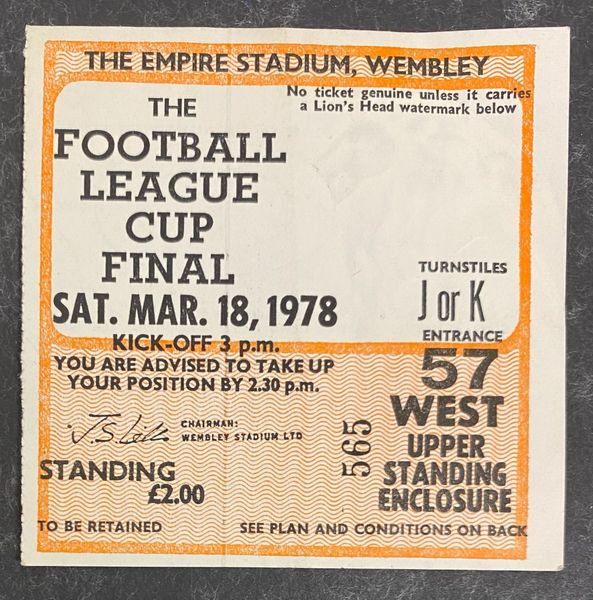 THE EMPIRE STADIUM, WEMBLEY
No ticket genuine unless it carries
a Lion's Head watermark below
THE
FOOTBALL
LEAGUE
CUP
FINAL
SAT. MAR. 18, 1978
KICK-OFF 3 p.m.
YOU ARE ADVISED TO TAKE UP
YOUR POSITION BY 2.30 p.m.
TURNSTILES
J or K
ENTRANCE
57
WEST
UPPER
STANDING
ENCLOSURE
CHAIRMAN:
WEMBLEY STADIUM LTD
565
STANDING
£2.00
TO BE RETAINED
SEE PLAN AND CONDITIONS ON BACK